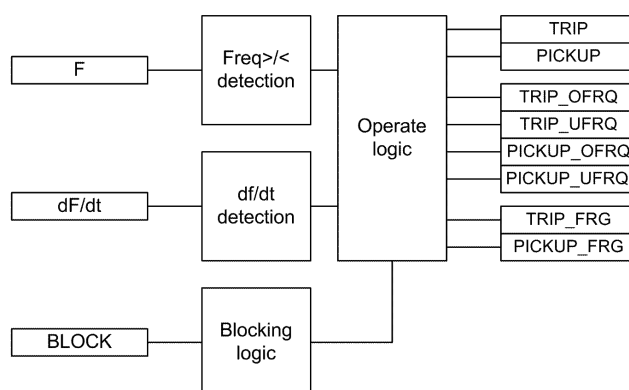 F
Freq>/<
detection
dF/dt
df/dt
detection
BLOCK
Blocking
logic
Operate
logic
TRIP
PICKUP
TRIP_OFRQ
TRIP_UFRQ
PICKUP_OFRQ
PICKUP_UFRQ
TRIP_FRG
PICKUP_FRG